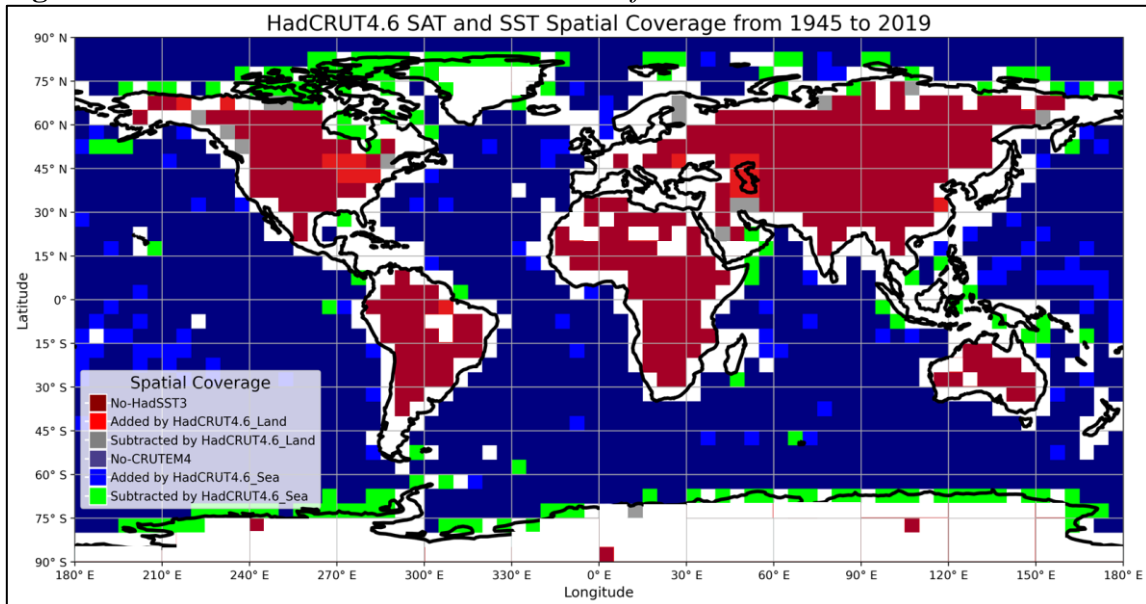 HadCRUT4.6 SAT and SST Spatial Coverage from 1945 to 2019
90° N
75° N
60° N
45° N
30° N
15° N
0°
15° S
30° S
45° S
60° S
75° S
90° S
Latitude
Spatial Coverage
No-HadSST3
Added by HadCRUT4.6_Land
Subtracted by HadCRUT4.6_Land
No-CRUTEM4
Added by HadCRUT4.6_Sea
Subtracted by HadCRUT4.6_Sea
180° E 210° E 240° E 270° E 300° E 330° E 0° E 30° E 60° E 90° E 120° E 150° E 180° E
Longitude